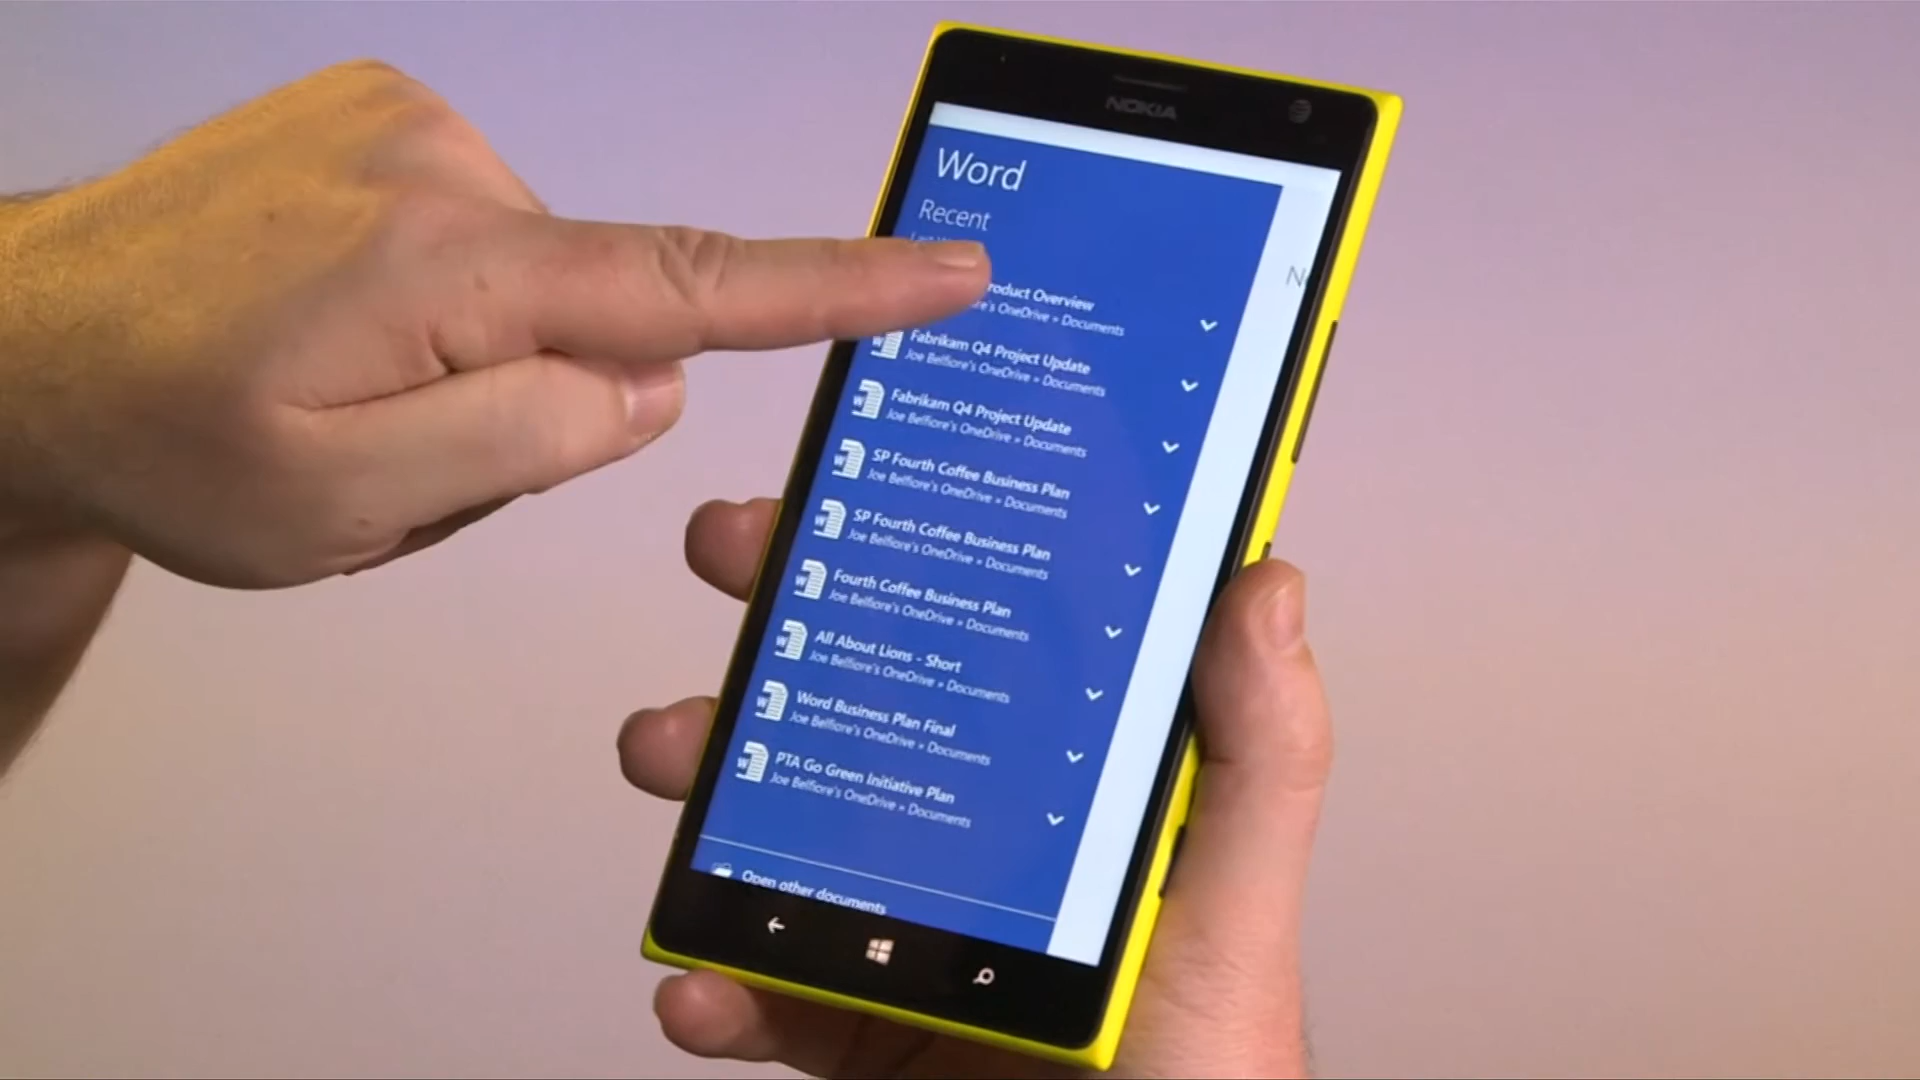 NOKIA
Word
Recent
roduct Overview
re's OneDrive » Documents
Fabrikam Q4 Project Update
Joe Belfiore's OneDrive » Documents
Fabrikam Q4 Project Update
Joe Belfiore's OneDrive » Documents
SP Fourth Coffee Business Plan
Joe Belfiore's OneDrive » Documents
SP Fourth Coffee Business Plan
Joe Belfiore's OneDrive » Documents
Fourth Coffee Business Plan
Joe Belfiore's OneDrive » Documents
All About Lions - Short
Joe Belfiore's OneDrive » Documents
Word Business Plan Final
Joe Belfiore's OneDrive » Documents
PTA Go Green Initiative Plan
Joe Belfiore's OneDrive » Documents
Open other documents